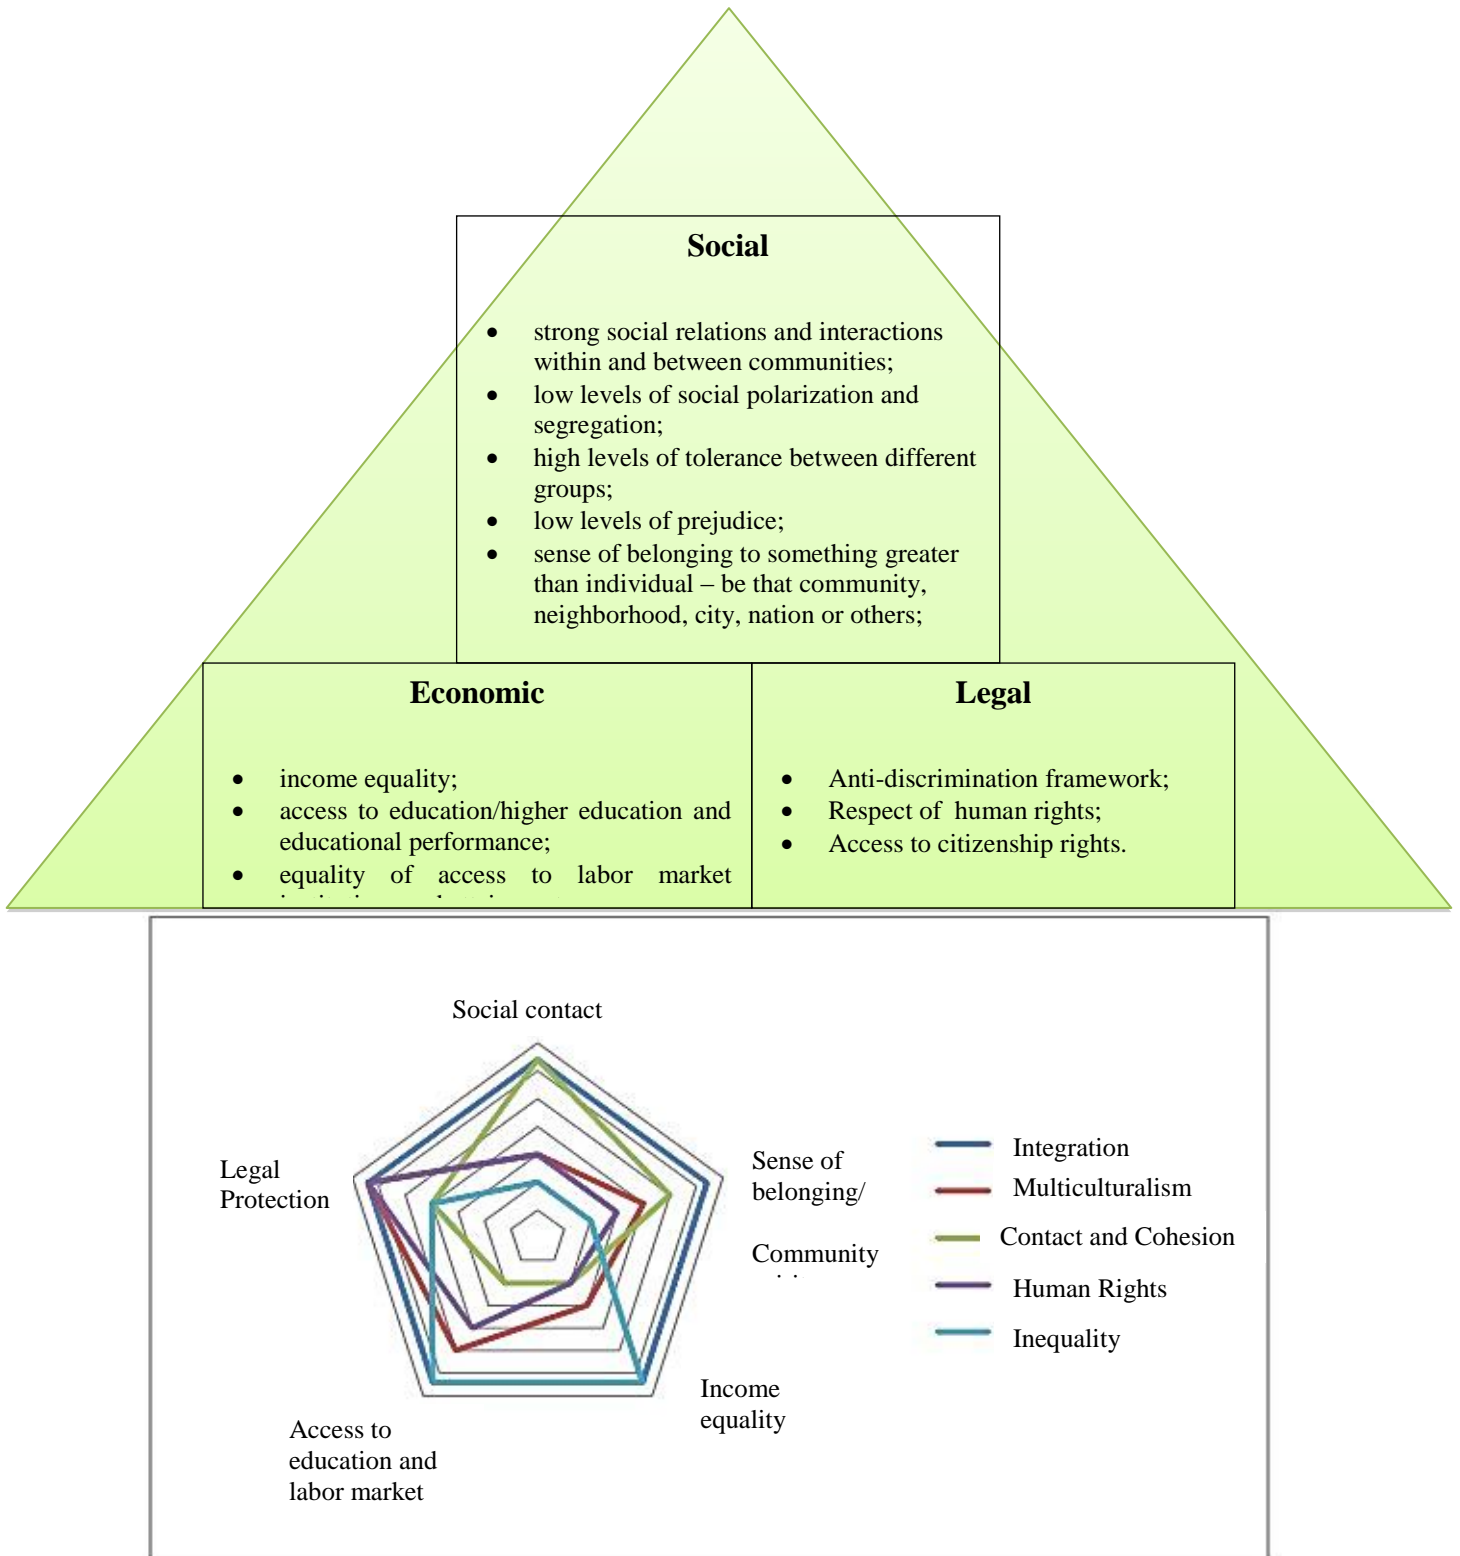 Social
• strong social relations and interactions
within and between communities;
• low levels of social polarization and
segregation;
• high levels of tolerance between different
groups;
• low levels of prejudice;
• sense of belonging to something greater
than individual – be that community,
neighborhood, city, nation or others;
Economic
• income equality;
• access to education/higher education and
educational performance;
• equality of access to labor market
Legal
• Anti-discrimination framework;
• Respect of human rights;
• Access to citizenship rights.
Social contact
Legal
Protection
Sense of
belonging/
Community
Income
equality
Access to
education and
labor market
Integration
Multiculturalism
Contact and Cohesion
Human Rights
Inequality